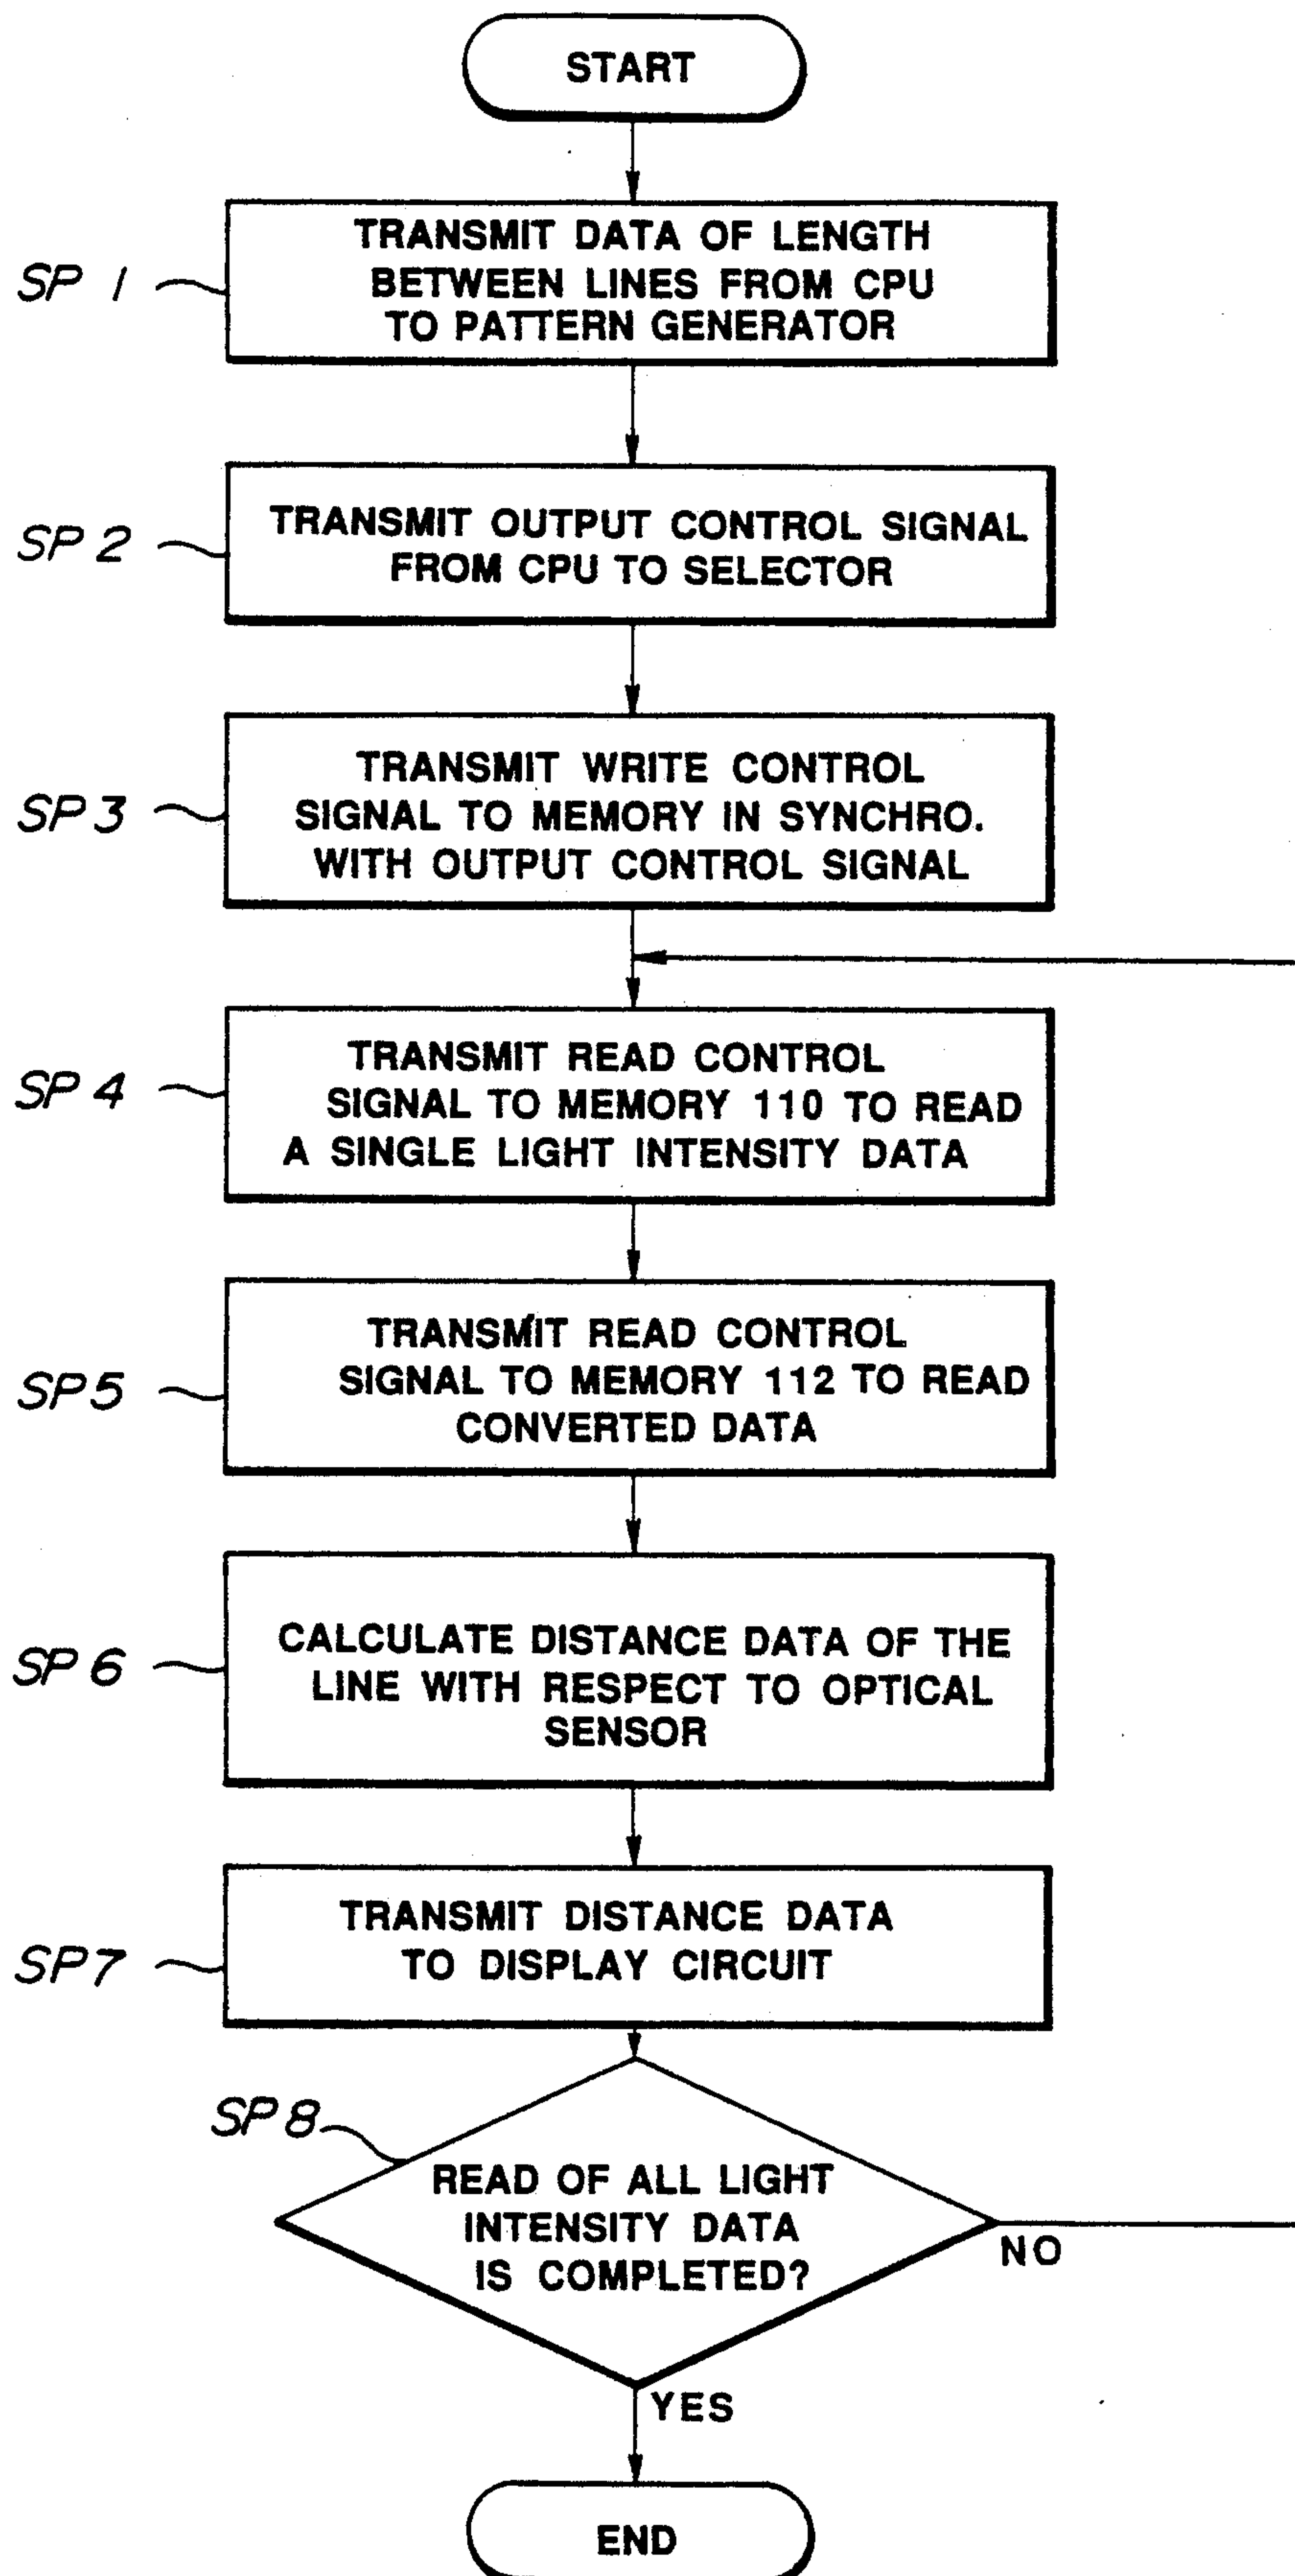 START
SP 1
TRANSMIT DATA OF LENGTH
BETWEEN LINES FROM CPU
TO PATTERN GENERATOR
SP 2
TRANSMIT OUTPUT CONTROL SIGNAL
FROM CPU TO SELECTOR
SP 3
TRANSMIT WRITE CONTROL
SIGNAL TO MEMORY IN SYNCHRO.
WITH OUTPUT CONTROL SIGNAL
SP 4
TRANSMIT READ CONTROL
SIGNAL TO MEMORY 110 TO READ
A SINGLE LIGHT INTENSITY DATA
SP5
TRANSMIT READ CONTROL
SIGNAL TO MEMORY 112 TO READ
CONVERTED DATA
SP 6
CALCULATE DISTANCE DATA OF THE
LINE WITH RESPECT TO OPTICAL
SENSOR
SP7
TRANSMIT DISTANCE DATA
TO DISPLAY CIRCUIT
SP8
READ OF ALL LIGHT
INTENSITY DATA
IS COMPLETED?
NO
YES
END